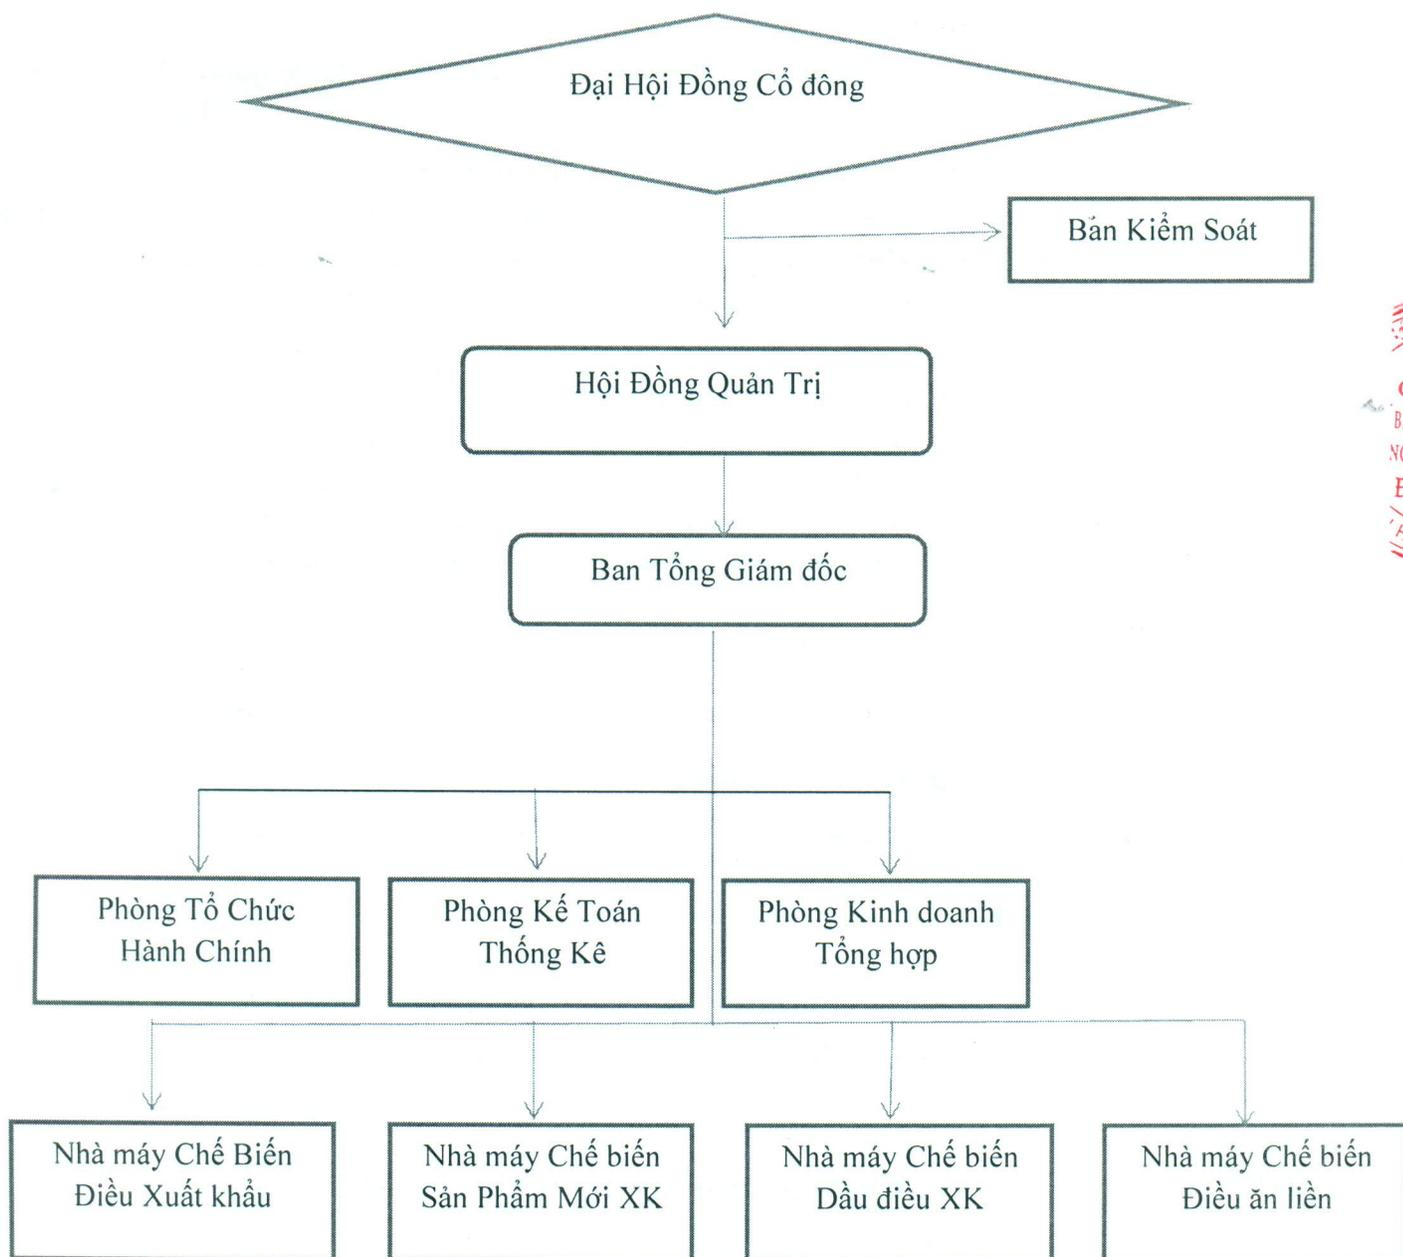 Đại Hội Đồng Cổ đông
Bản Kiểm Soát
Hội Đồng Quản Trị
Ban Tổng Giám đốc
Phòng Tổ Chức
Hành Chính
Phòng Kế Toán
Thống Kê
Phòng Kinh doanh
Tổng hợp
Nhà máy Chế Biến
Điều Xuất khẩu
Nhà máy Chế biến
Sản Phẩm Mới XK
Nhà máy Chế biến
Dầu điều XK
Nhà máy Chế biến
Điều ăn liền